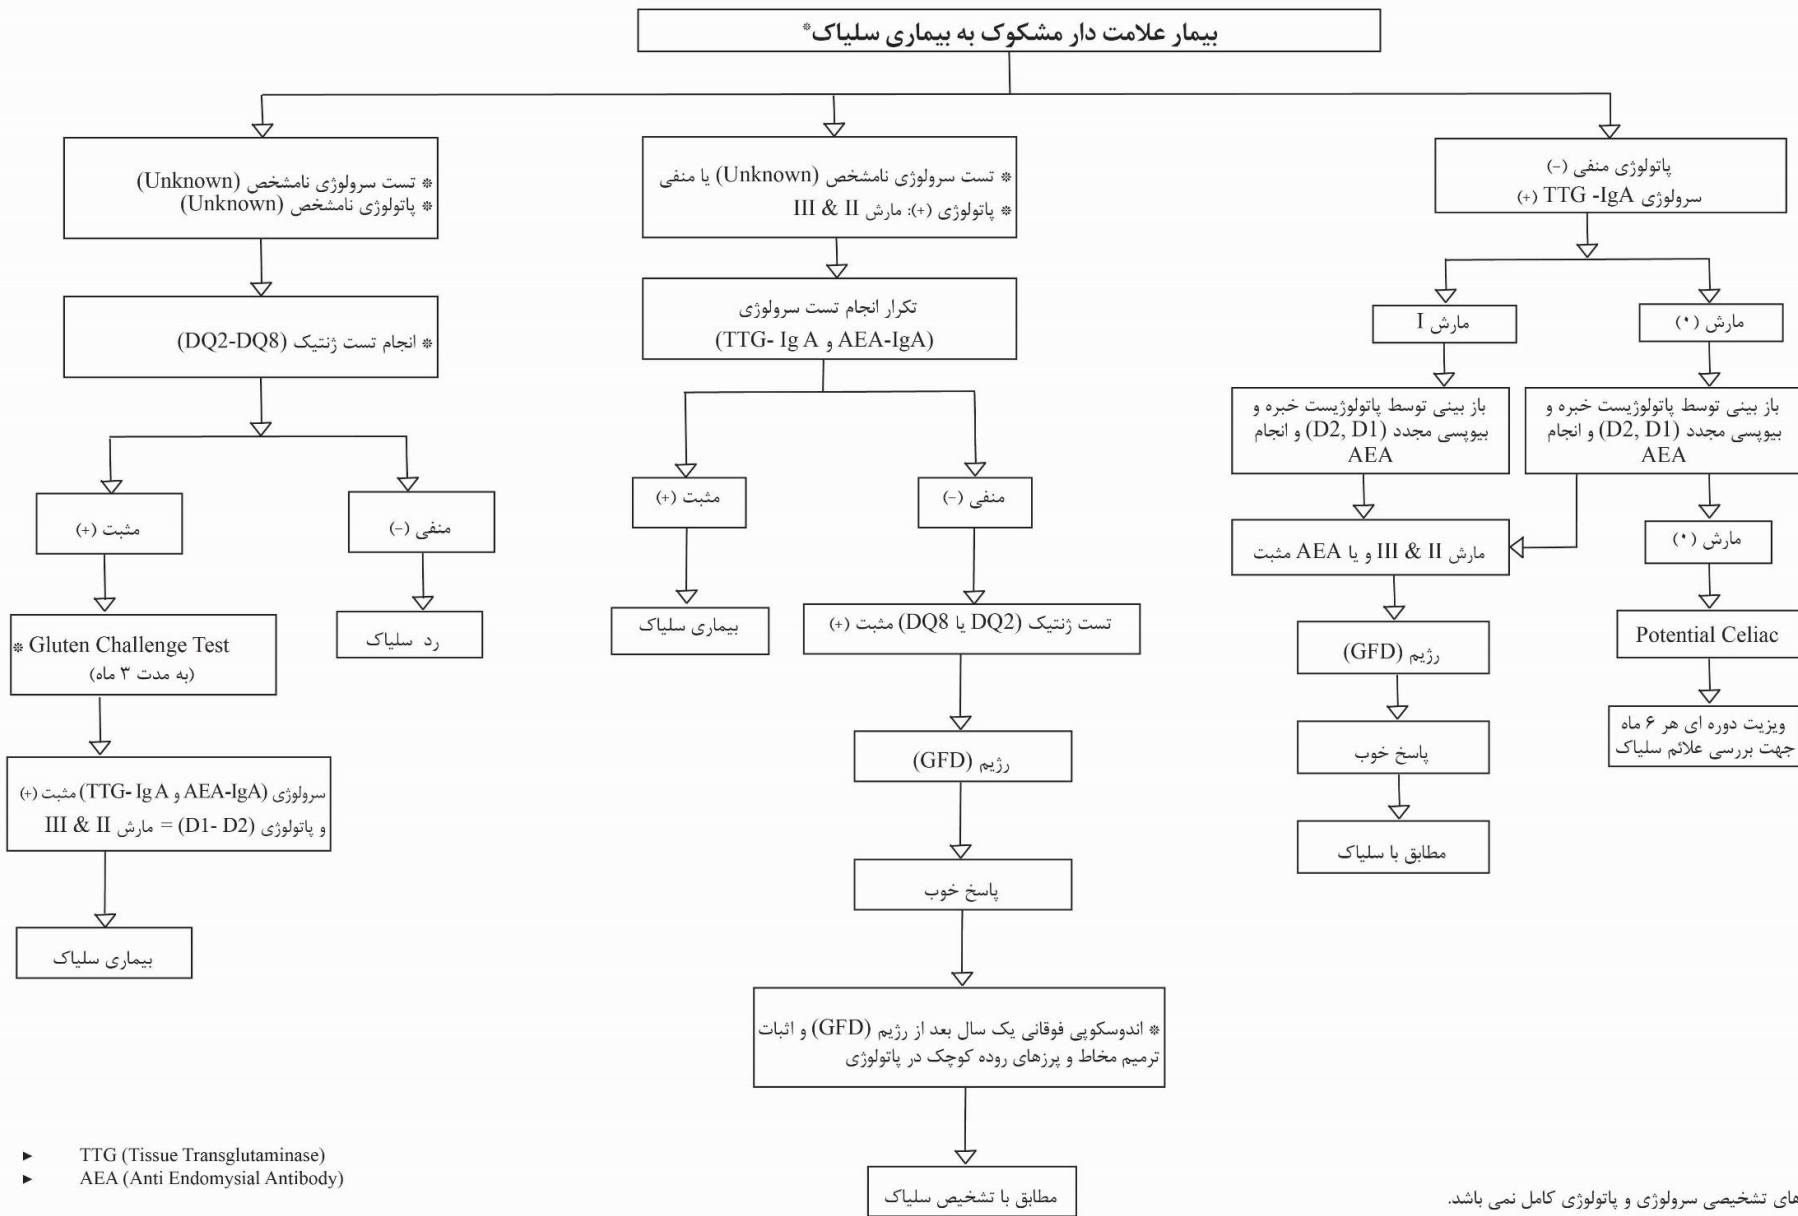 بیمار علامت دار مشکوک به بیماری سلیاک*
پاتولوژی منفی (-)
سرولوژی TTG -IgA (+)
مارش (۰)
مارش I
باز بینی توسط پاتولوژیست خبره و
بیوپسی مجدد (D2, D1) و انجام
AEA
باز بینی توسط پاتولوژیست خبره و
بیوپسی مجدد (D2, D1) و انجام
AEA
مارش (۰)
مارش III & II و یا AEA مثبت
Potential Celiac
رژیم (GFD)
ویزیت دوره ای هر ۶ ماه
جهت بررسی علائم سلیاک
پاسخ خوب
مطابق با سلیاک
* تست سرولوژی نامشخص (Unknown) یا منفی
* پاتولوژی (+): مارش III & II
تکرار انجام تست سرولوژی
(TTG- Ig A و AEA-IgA)
منفی (-)
مثبت (+)
تست ژنتیک (DQ2 یا DQ8) مثبت (+)
بیماری سلیاک
رژیم (GFD)
پاسخ خوب
* اندوسکوپی فوقانی یک سال بعد از رژیم (GFD) و اثبات
ترمیم مخاط و پرزهای روده کوچک در پاتولوژی
مطابق با تشخیص سلیاک
* تست سرولوژی نامشخص (Unknown)
* پاتولوژی نامشخص (Unknown)
* انجام تست ژنتیک (DQ2-DQ8)
منفی (-)
مثبت (+)
رد سلیاک
* Gluten Challenge Test
(به مدت ۳ ماه)
سرولوژی (TTG- Ig A و AEA-IgA) مثبت (+)
و پاتولوژی (D1- D2) = مارش III & II
بیماری سلیاک
► TTG (Tissue Transglutaminase)
► AEA (Anti Endomysial Antibody)
های تشخیصی سرولوژی و پاتولوژی کامل نمی باشد.